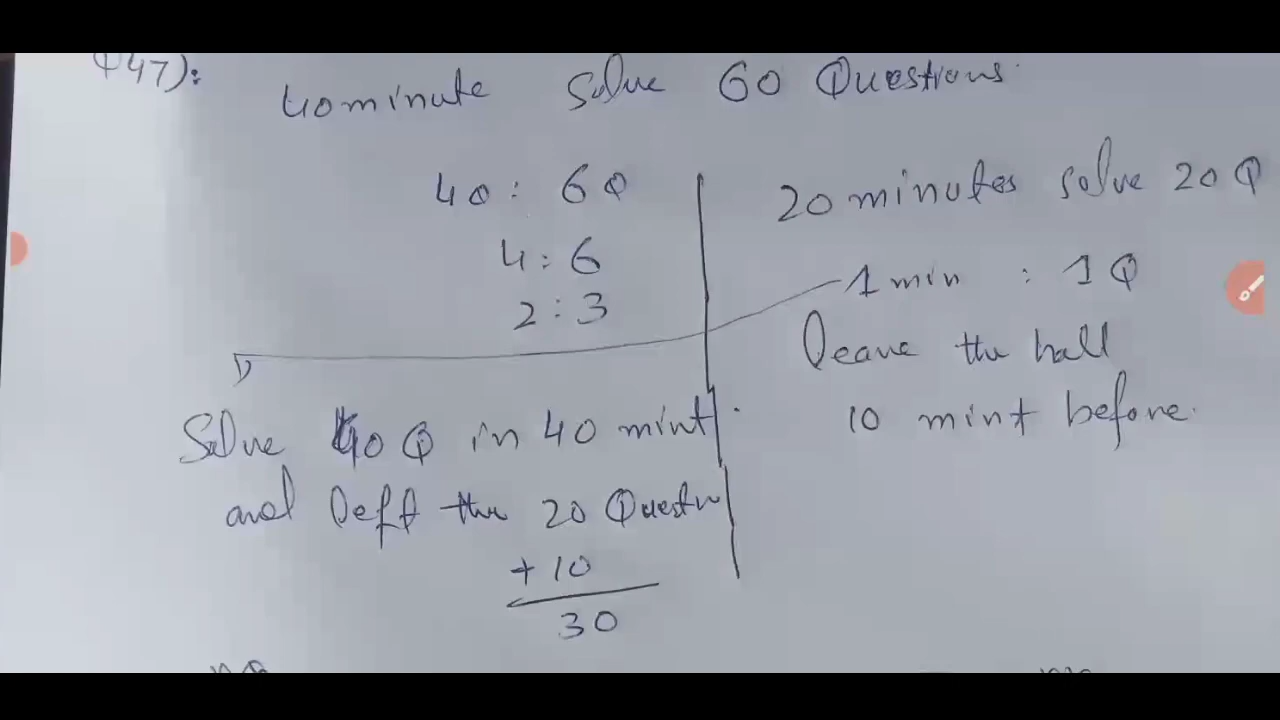 Q47):
40minute Solve 60 Questions.
40 : 60
4 : 6
2 : 3
20 minutes solve 20 Q
1 min : 1 Q
Leave the hall
10 mint before.
Solve 40 Q in 40 mint.
and left the 20 Questn
+ 10
30